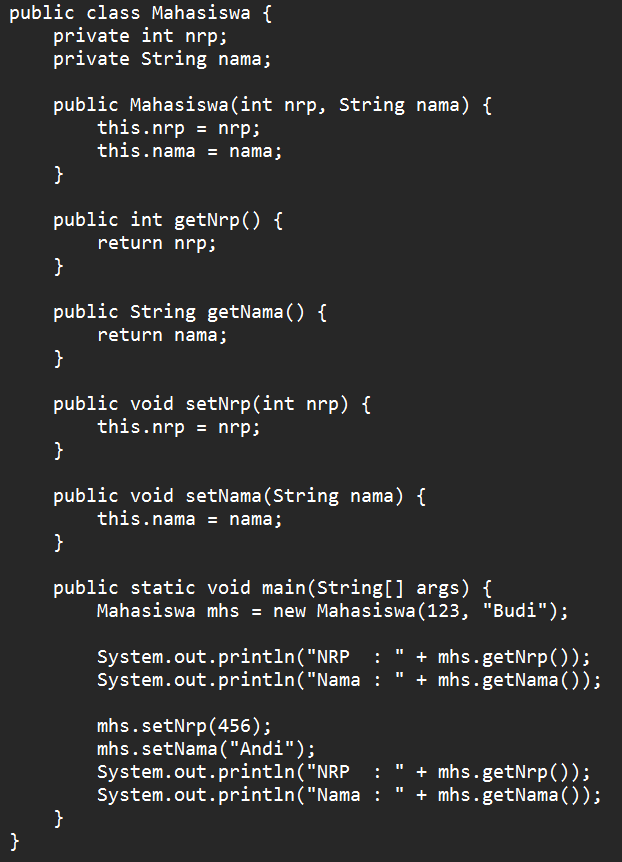 public class Mahasiswa {
    private int nrp;
    private String nama;

    public Mahasiswa(int nrp, String nama) {
        this.nrp = nrp;
        this.nama = nama;
    }

    public int getNrp() {
        return nrp;
    }

    public String getNama() {
        return nama;
    }

    public void setNrp(int nrp) {
        this.nrp = nrp;
    }

    public void setNama(String nama) {
        this.nama = nama;
    }

    public static void main(String[] args) {
        Mahasiswa mhs = new Mahasiswa(123, "Budi");

        System.out.println("NRP  : " + mhs.getNrp());
        System.out.println("Nama : " + mhs.getNama());

        mhs.setNrp(456);
        mhs.setNama("Andi");
        System.out.println("NRP  : " + mhs.getNrp());
        System.out.println("Nama : " + mhs.getNama());
    }
}